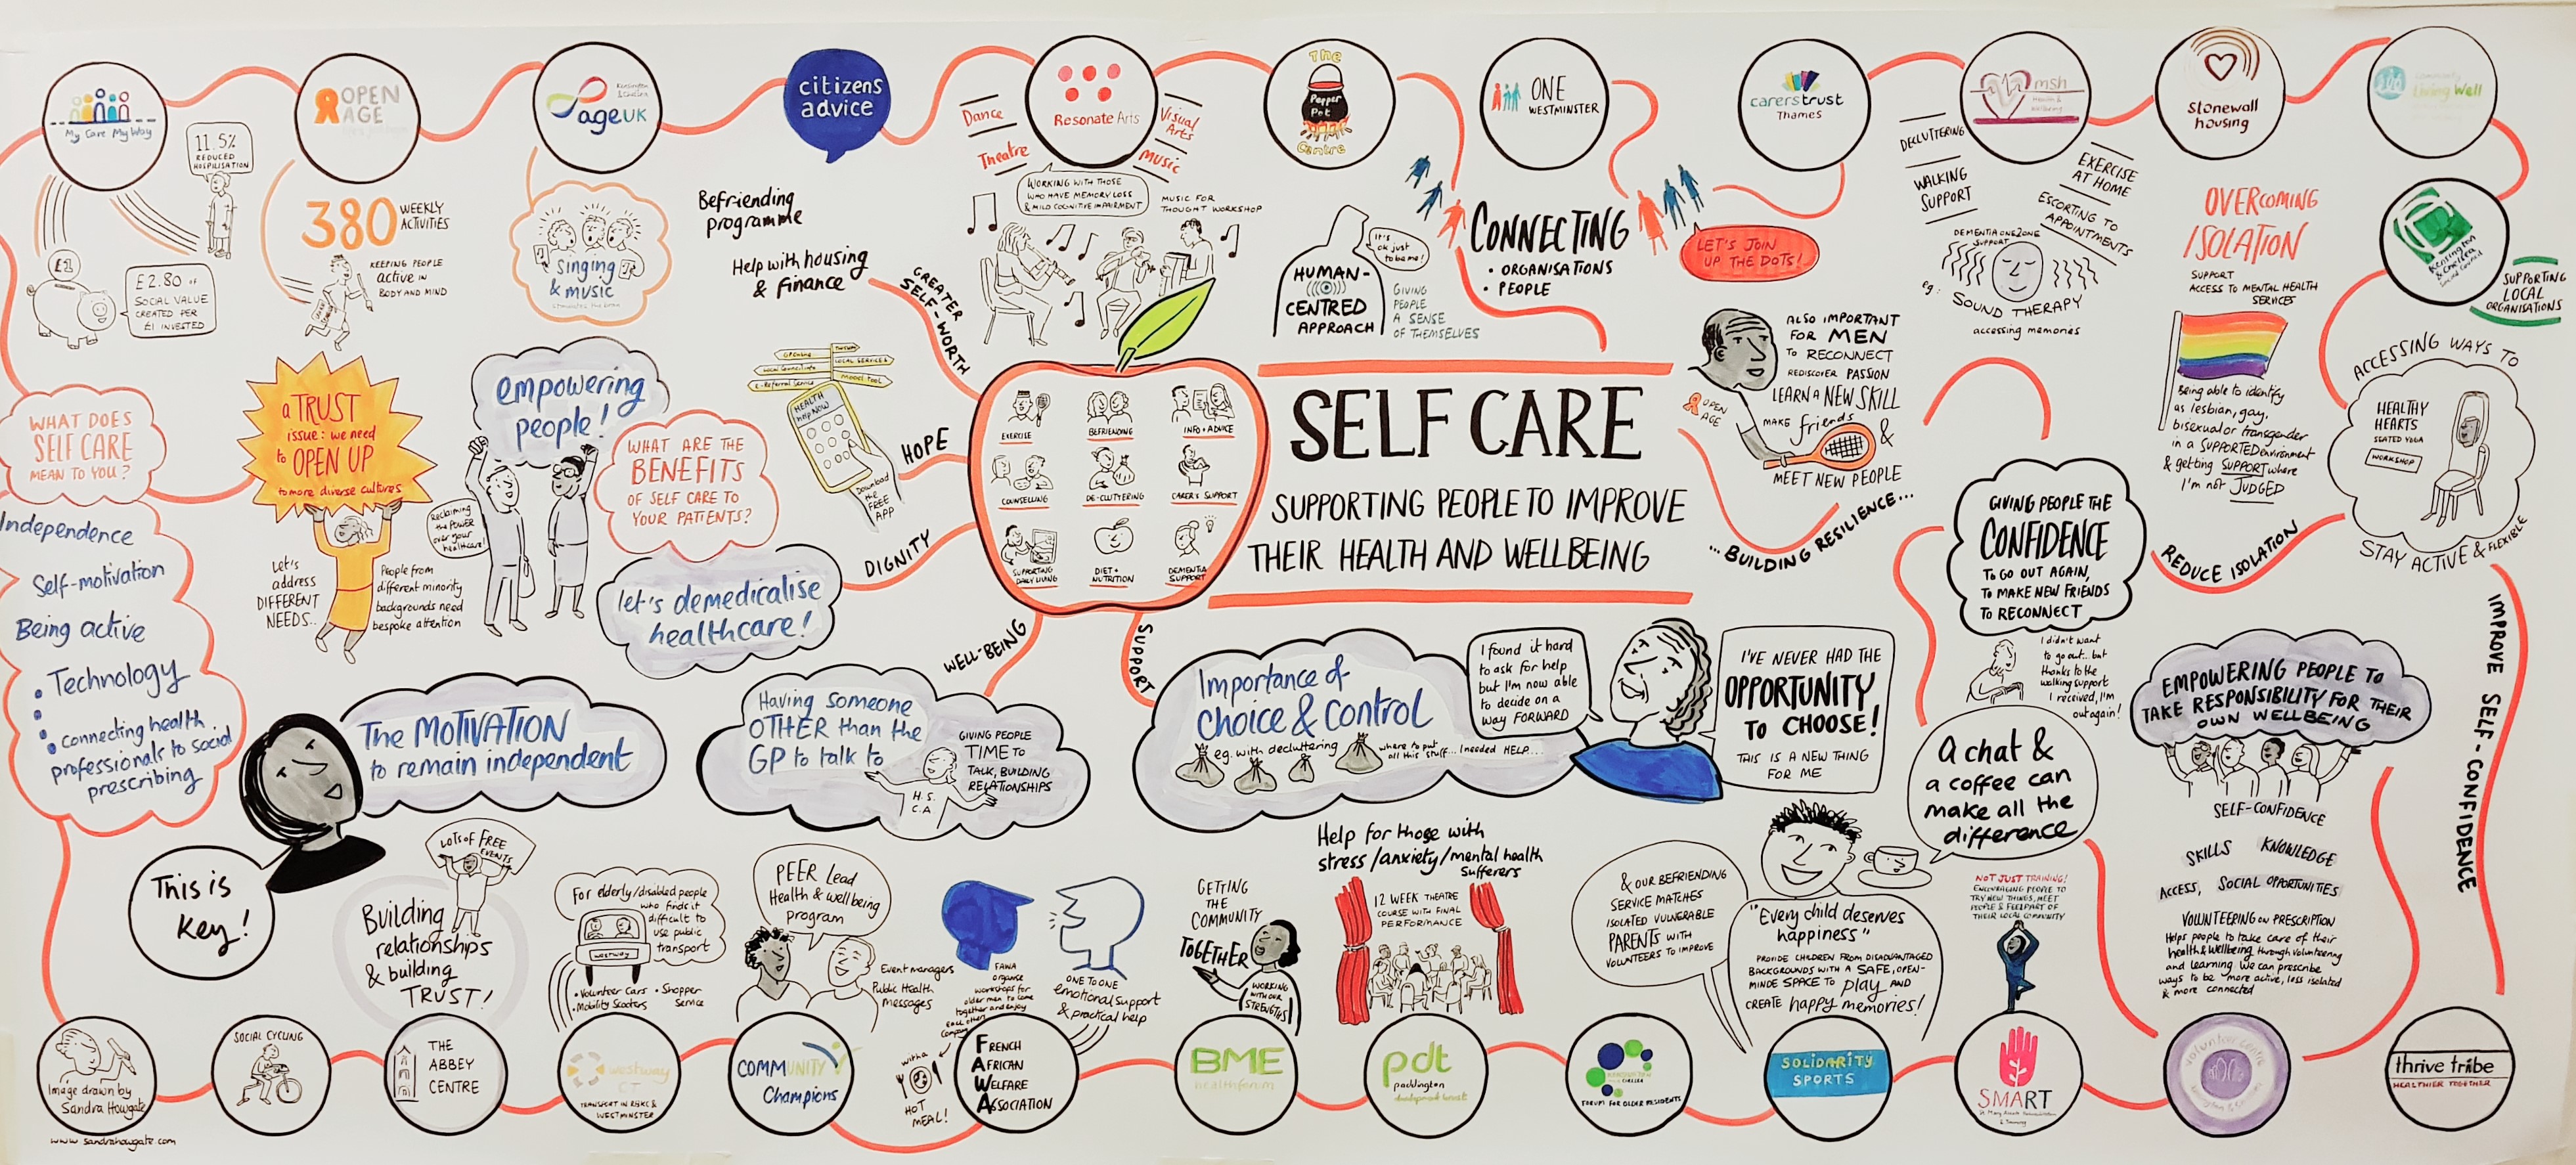 My Care My Way
11.5%
REDUCED
HOSPILISATION
£1
£2.80 of
SOCIAL VALUE
CREATED PER
£1 INVESTED
OPEN
AGE
380
WEEKLY
ACTIVITIES
KEEPING PEOPLE
active IN
BODY AND MIND
Kensington
& Chelsea
ageUK
Singing
& music
citizens
advice
Befriending
programme
Help with housing
& finance
Resonate Arts
Dance
Theatre
Visual
Arts
Music
WORKING WITH THOSE
WHO HAVE MEMORY LOSS
& MILD COGNITIVE IMPAIRMENT
MUSIC FOR
THOUGHT WORKSHOP
The
Pepper
Pot
Centre
It's
ok just
to be me!
HUMAN-
CENTRED
APPROACH
GIVING
PEOPLE
A SENSE
OF THEMSELVES
ONE
WESTMINSTER
CONNECTING
• ORGANISATIONS
• PEOPLE
LET'S JOIN
UP THE DOTS!
carerstrust
Thames
msh
Health &
Wellbeing
DECLUTTERING
WALKING
SUPPORT
EXERCISE
AT HOME
ESCORTING TO
APPOINTMENTS
DEMENTIA ONE2ONE
SUPPORT
eg:
SOUND THERAPY
accessing memories
Stonewall
housing
OVERCOMING
ISOLATION
SUPPORT
ACCESS TO MENTAL HEALTH
SERVICES
Being able to identify
as lesbian, gay,
bisexual or transgender
in a SUPPORTED environment
& getting SUPPORT where
I'm not JUDGED
Living Well
Kensington
& Chelsea
Social Council
SUPPORTING
LOCAL
ORGANISATIONS
ACCESSING WAYS TO
HEALTHY
HEARTS
SEATED YOGA
WORKSHOP
STAY ACTIVE & FLEXIBLE
WHAT DOES
SELF CARE
MEAN TO YOU?
Independence
Self-motivation
Being active
• Technology
•
• connecting health
professionals to social
prescribing
a TRUST
issue: we need
to OPEN UP
to more diverse cultures
Let's
address
DIFFERENT
NEEDS..
People from
different minority
backgrounds need
bespoke attention
empowering
people!
Reclaiming
the POWER
over your
healthcare!
WHAT ARE THE
BENEFITS
OF SELF CARE TO
YOUR PATIENTS?
let's demedicalise
healthcare!
LOCAL SERVICES
e-Referral Service
MODEL TOOL
HEALTH
HELP NOW
Download
the
FREE
APP
GREATER
SELF-WORTH
HOPE
DIGNITY
WELL-BEING
SUPPORT
EXERCISE
BEFRIENDING
INFO + ADVICE
COUNSELLING
DE-CLUTTERING
CARER'S SUPPORT
SUPPORTING
DAILY LIVING
DIET +
NUTRITION
DEMENTIA
SUPPORT
SELF CARE
SUPPORTING PEOPLE TO IMPROVE
THEIR HEALTH AND WELLBEING
ALSO IMPORTANT
FOR MEN
TO RECONNECT
REDISCOVER PASSION
LEARN A NEW SKILL
MAKE friends
&
MEET NEW PEOPLE
OPEN
AGE
... BUILDING RESILIENCE...
GIVING PEOPLE THE
CONFIDENCE
TO GO OUT AGAIN,
TO MAKE NEW FRIENDS
TO RECONNECT
I didn't want
to go out... but
thanks to the
walking support
I received, I'm
out again!
REDUCE ISOLATION
IMPROVE SELF-CONFIDENCE
The MOTIVATION
to remain independent
This is
key!
Having someone
OTHER than the
GP to talk to
H.S.
C.A.
GIVING PEOPLE
TIME TO
TALK, BUILDING
RELATIONSHIPS
Importance of
choice & control
eg. with decluttering
where to put
all this stuff... I needed HELP...
I found it hard
to ask for help
but I'm now able
to decide on a
way FORWARD
I'VE NEVER HAD THE
OPPORTUNITY
TO CHOOSE!
THIS IS A NEW THING
FOR ME
A chat &
a coffee can
make all the
difference
EMPOWERING PEOPLE TO
TAKE RESPONSIBILITY FOR THEIR
OWN WELLBEING
SELF-CONFIDENCE
SKILLS KNOWLEDGE
ACCESS, SOCIAL OPPORTUNITIES
VOLUNTEERING ON PRESCRIPTION
Helps people to take care of their
health & wellbeing through volunteering
and learning. We can prescribe
ways to be more active, less isolated
& more connected
LOTS of FREE
EVENTS
Building
relationships
& building
TRUST!
For elderly/disabled people
who finds it
difficult to
use public
transport
WESTWAY
• Volunteer Cars • Shopper
• Mobility Scooters Service
PEER Lead
Health & wellbeing
program
Event managers
Public Health
messages
FAWA
organise
workshops for
older men to come
together and enjoy
each others
company
with a
HOT
MEAL!
ONE TO ONE
emotional support
& practical help
GETTING
THE
COMMUNITY
TOGETHER
WORKING
WITH OUR
STRENGTHS
Help for those with
stress/anxiety/mental health
sufferers
12 WEEK THEATRE
COURSE WITH FINAL
PERFORMANCE
& OUR BEFRIENDING
SERVICE MATCHES
ISOLATED VULNERABLE
PARENTS WITH
VOLUNTEERS TO IMPROVE
"Every child deserves
happiness"
PROVIDE CHILDREN FROM DISADVANTAGED
BACKGROUNDS WITH A SAFE, OPEN-
MINDE SPACE TO play AND
CREATE happy memories!
NOT JUST TRAINING!
ENCOURAGING PEOPLE TO
TRY NEW THINGS, MEET
PEOPLE & FEEL PART OF
THEIR LOCAL COMMUNITY
Image drawn by
Sandra Howgate
www.sandrahowgate.com
SOCIAL CYCLING
THE
ABBEY
CENTRE
westway
CT
TRANSPORT IN RBKC &
WESTMINSTER
COMMUNITY
Champions
FRENCH
AFRICAN
WELFARE
ASSOCIATION
BME
health forum
pdt
paddington
development trust
CHELSEA
FORUM FOR OLDER RESIDENTS
SOLIDARITY
SPORTS
SMART
& Training
Volunteer Centre
thrive tribe
HEALTHIER TOGETHER